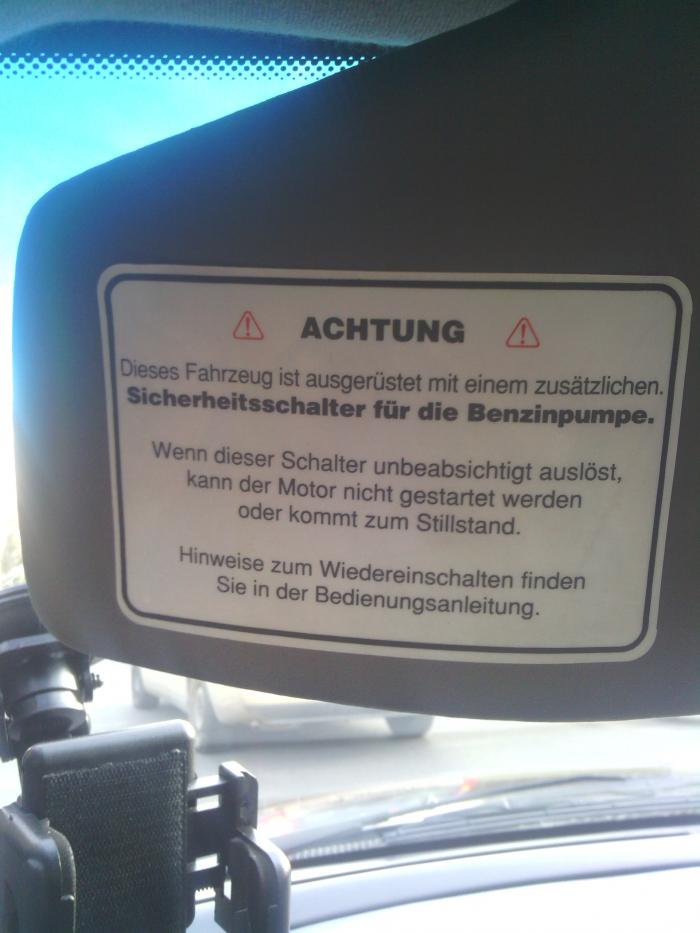 ACHTUNG
Dieses Fahrzeug ist ausgerüstet mit einem zusätzlichen.
Sicherheitsschalter für die Benzinpumpe.
Wenn dieser Schalter unbeabsichtigt auslöst,
kann der Motor nicht gestartet werden
oder kommt zum Stillstand.
Hinweise zum Wiedereinschalten finden
Sie in der Bedienungsanleitung.